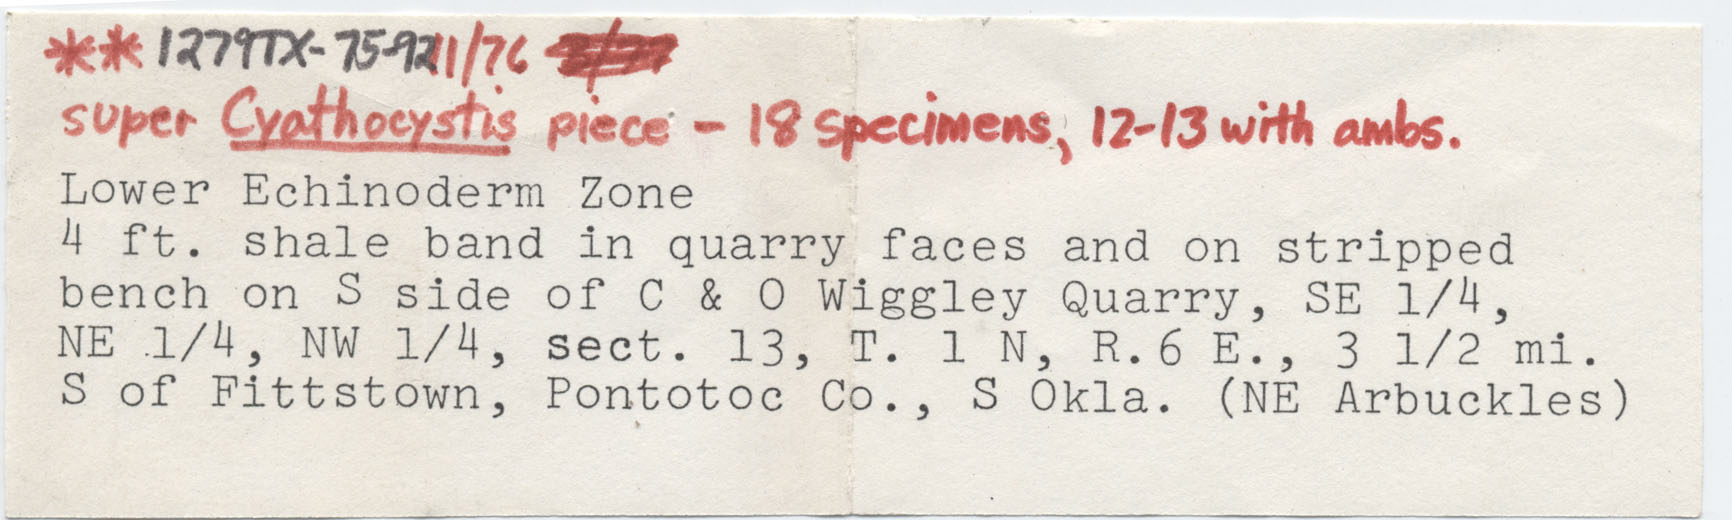 ** 1279TX-75-92 11/76
super Cyathocystis piece - 18 specimens, 12-13 with ambs.
Lower Echinoderm Zone
4 ft. shale band in quarry faces and on stripped
bench on S side of C & O Wiggley Quarry, SE 1/4,
NE 1/4, NW 1/4, sect. 13, T. 1 N, R.6 E., 3 1/2 mi.
S of Fittstown, Pontotoc Co., S Okla. (NE Arbuckles)